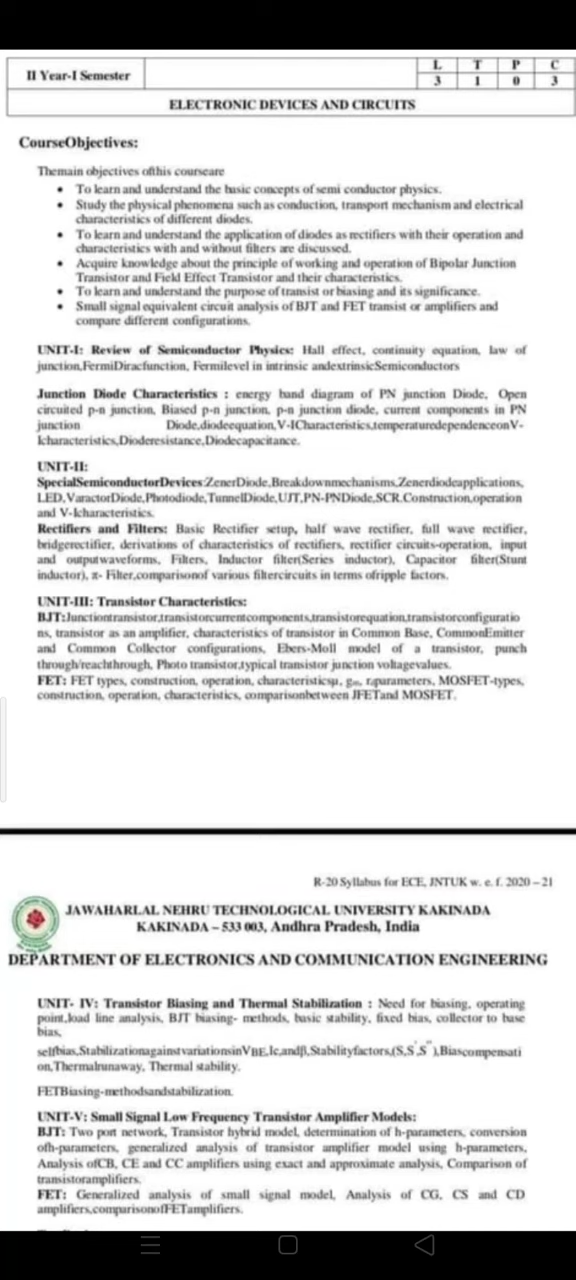 II Year-I Semester
L T P C
3 1 0 3
ELECTRONIC DEVICES AND CIRCUITS
CourseObjectives:
Themain objectives ofthis courseare
• To learn and understand the basic concepts of semi conductor physics.
• Study the physical phenomena such as conduction, transport mechanism and electrical
characteristics of different diodes.
• To learn and understand the application of diodes as rectifiers with their operation and
characteristics with and without filters are discussed.
• Acquire knowledge about the principle of working and operation of Bipolar Junction
Transistor and Field Effect Transistor and their characteristics.
• To learn and understand the purpose of transist or biasing and its significance.
• Small signal equivalent circuit analysis of BJT and FET transist or amplifiers and
compare different configurations.
UNIT-I: Review of Semiconductor Physics: Hall effect, continuity equation, law of
junction,FermiDiracfunction, Fermilevel in intrinsic andextrinsicSemiconductors
Junction Diode Characteristics : energy band diagram of PN junction Diode, Open
circuited p-n junction, Biased p-n junction, p-n junction diode, current components in PN
junction Diode,diodeequation,V-ICharacteristics,temperaturedependenceonV-
Icharacteristics,Dioderesistance,Diodecapacitance.
UNIT-II:
SpecialSemiconductorDevices:ZenerDiode,Breakdownmechanisms,Zenerdiodeapplications,
LED,VaractorDiode,Photodiode,TunnelDiode,UJT,PN-PNDiode,SCR.Construction,operation
and V-Icharacteristics.
Rectifiers and Filters: Basic Rectifier setup, half wave rectifier, full wave rectifier,
bridgerectifier, derivations of characteristics of rectifiers, rectifier circuits-operation, input
and outputwaveforms, Filters, Inductor filter(Series inductor), Capacitor filter(Stunt
inductor), π- Filter,comparisonof various filtercircuits in terms ofripple factors.
UNIT-III: Transistor Characteristics:
BJT:Junctiontransistor,transistorcurrentcomponents,transistorequation,transistorconfiguratio
ns, transistor as an amplifier, characteristics of transistor in Common Base, CommonEmitter
and Common Collector configurations, Ebers-Moll model of a transistor, punch
through/reachthrough, Photo transistor,typical transistor junction voltagevalues.
FET: FET types, construction, operation, characteristicsμ, gm, rdparameters, MOSFET-types,
construction, operation, characteristics, comparisonbetween JFETand MOSFET.
R-20 Syllabus for ECE, JNTUK w. e. f. 2020 – 21
JAWAHARLAL NEHRU TECHNOLOGICAL UNIVERSITY KAKINADA
KAKINADA – 533 003, Andhra Pradesh, India
DEPARTMENT OF ELECTRONICS AND COMMUNICATION ENGINEERING
UNIT- IV: Transistor Biasing and Thermal Stabilization : Need for biasing, operating
point,load line analysis, BJT biasing- methods, basic stability, fixed bias, collector to base
bias,
selfbias,StabilizationagainstvariationsinVBE,Ic,andβ,Stabilityfactors,(S,S',S''),Biascompensati
on,Thermalrunaway, Thermal stability.
FETBiasing-methodsandstabilization.
UNIT-V: Small Signal Low Frequency Transistor Amplifier Models:
BJT: Two port network, Transistor hybrid model, determination of h-parameters, conversion
ofh-parameters, generalized analysis of transistor amplifier model using h-parameters,
Analysis ofCB, CE and CC amplifiers using exact and approximate analysis, Comparison of
transistoramplifiers.
FET: Generalized analysis of small signal model, Analysis of CG, CS and CD
amplifiers,comparisonofFETamplifiers.